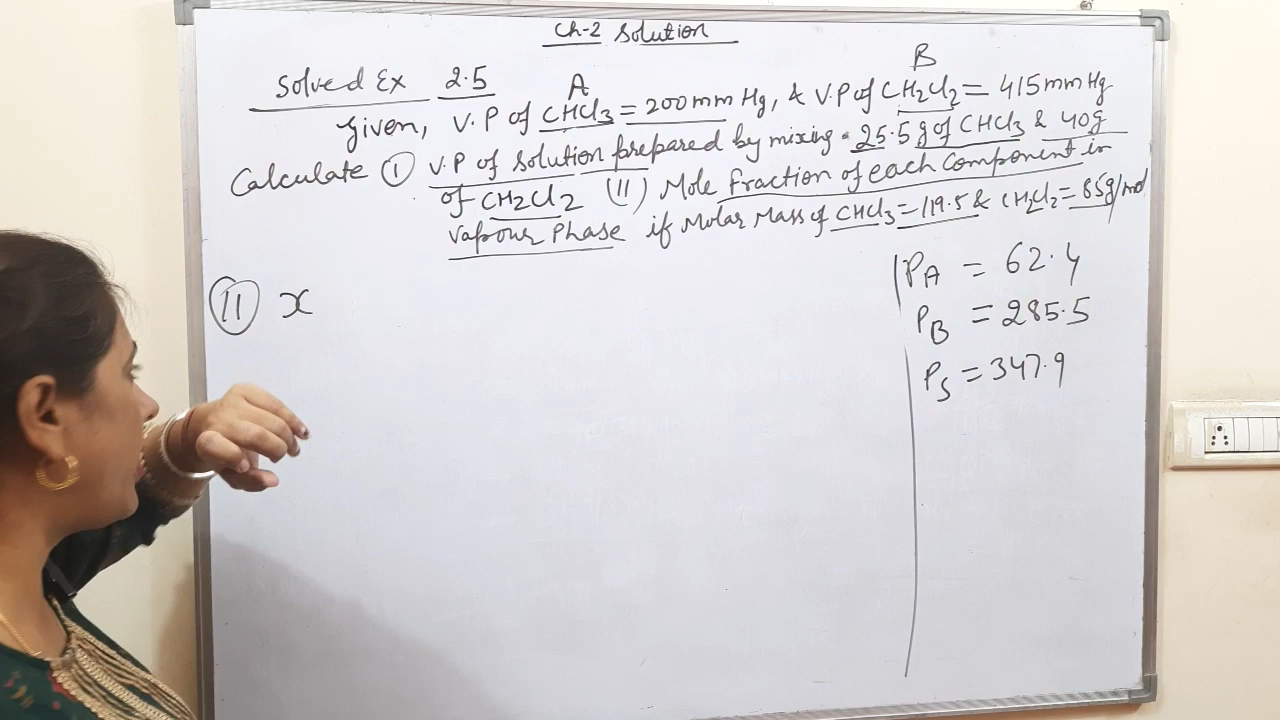 Ch-2 Solution
Solved Ex 2.5 A B
Given, V.P of CHCl3 = 200 mm Hg, & V.P of CH2Cl2 = 415 mm Hg
Calculate (I) V.P of Solution prepared by mixing 25.5 g of CHCl3 & 40 g
of CH2Cl2 (II) Mole fraction of each component in
Vapour Phase if Molar Mass of CHCl3 = 119.5 & CH2Cl2 = 85 g/mol
PA = 62.4
(II) x
PB = 285.5
PS = 347.9